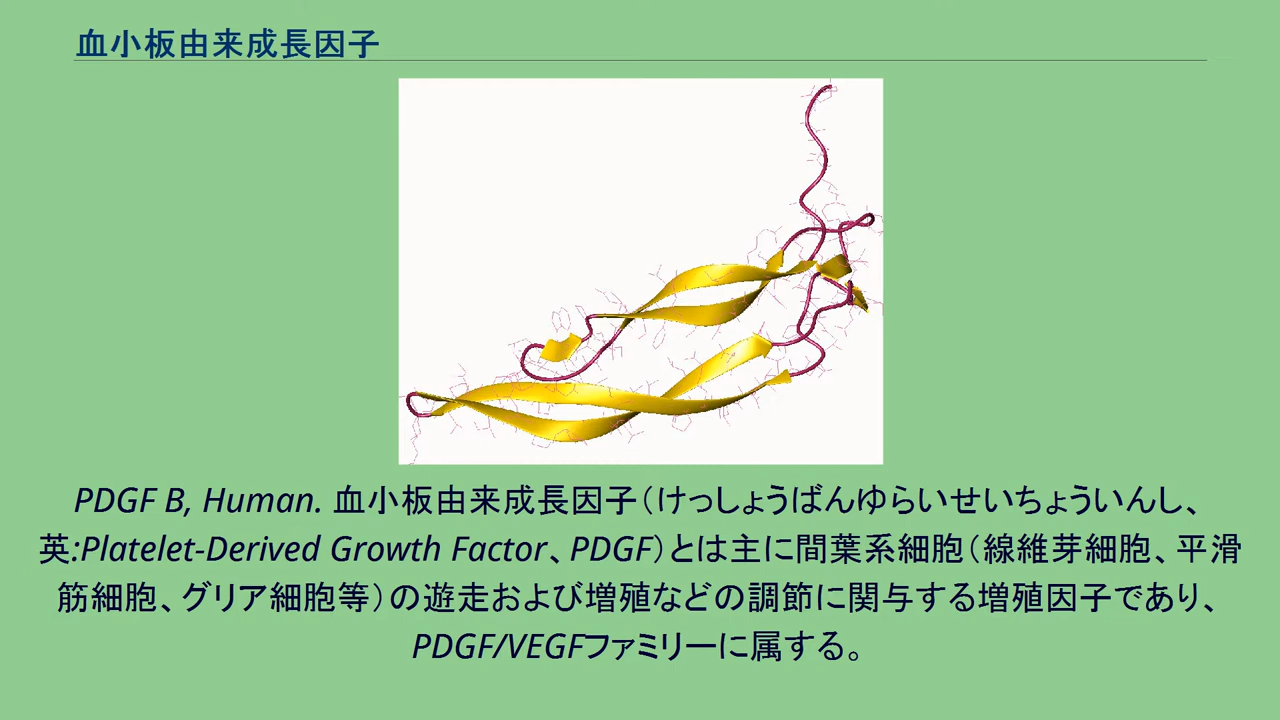 血小板由来成長因子
PDGF B, Human. 血小板由来成長因子（けっしょうばんゆらいせいちょういんし、
英:Platelet-Derived Growth Factor、PDGF）とは主に間葉系細胞（線維芽細胞、平滑
筋細胞、グリア細胞等）の遊走および増殖などの調節に関与する増殖因子であり、
PDGF/VEGFファミリーに属する。